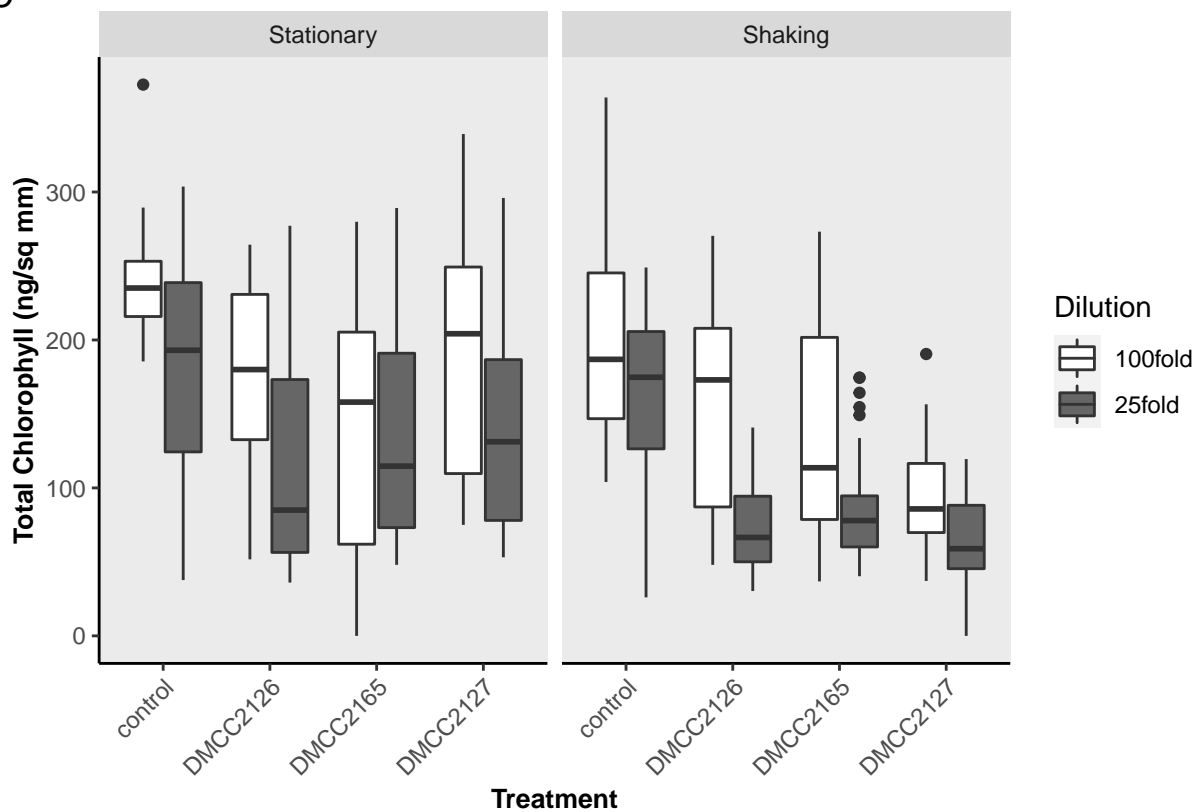 Stationary
Shaking
Total Chlorophyll (ng/sq mm)
300
200
100
0
control
DMCC2126
DMCC2165
DMCC2127
control
DMCC2126
DMCC2165
DMCC2127
Treatment
Dilution
100fold
25fold